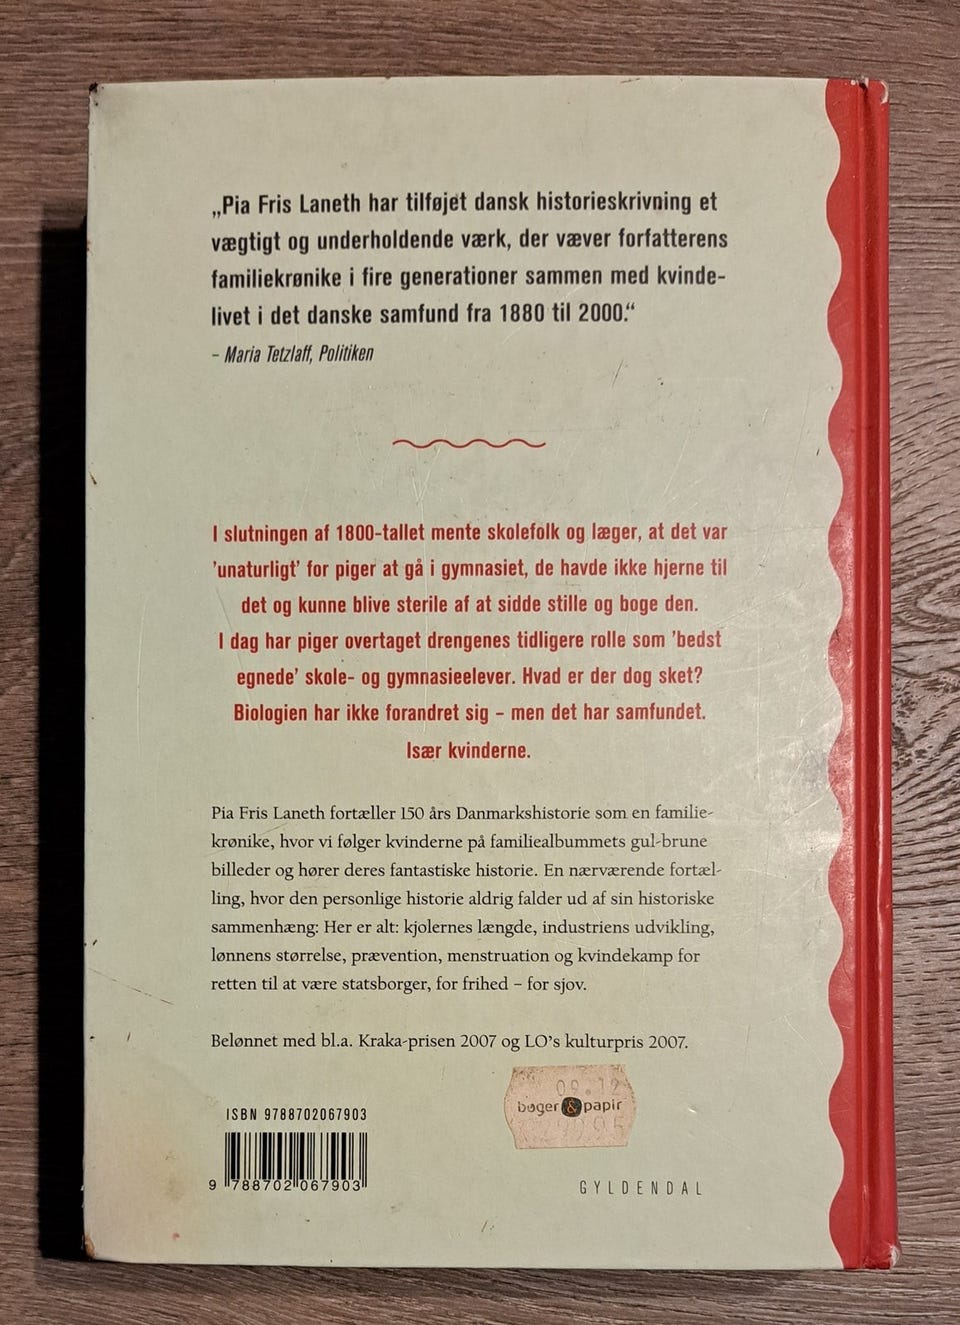 „Pia Fris Laneth har tilføjet dansk historieskrivning et
vægtigt og underholdende værk, der væver forfatterens
familiekrønike i fire generationer sammen med kvinde-
livet i det danske samfund fra 1880 til 2000.“
– Maria Tetzlaff, Politiken
I slutningen af 1800-tallet mente skolefolk og læger, at det var
'unaturligt' for piger at gå i gymnasiet, de havde ikke hjerne til
det og kunne blive sterile af at sidde stille og boge den.
I dag har piger overtaget drengenes tidligere rolle som 'bedst
egnede' skole- og gymnasieelever. Hvad er der dog sket?
Biologien har ikke forandret sig – men det har samfundet.
Især kvinderne.
Pia Fris Laneth fortæller 150 års Danmarkshistorie som en familie-
krønike, hvor vi følger kvinderne på familiealbummets gul-brune
billeder og hører deres fantastiske historie. En nærværende fortæl-
ling, hvor den personlige historie aldrig falder ud af sin historiske
sammenhæng: Her er alt: kjolernes længde, industriens udvikling,
lønnens størrelse, prævention, menstruation og kvindekamp for
retten til at være statsborger, for frihed – for sjov.
Belønnet med bl.a. Kraka-prisen 2007 og LO's kulturpris 2007.
09.12
bøger & papir
ISBN 9788702067903
9 788702 067903
GYLDENDAL